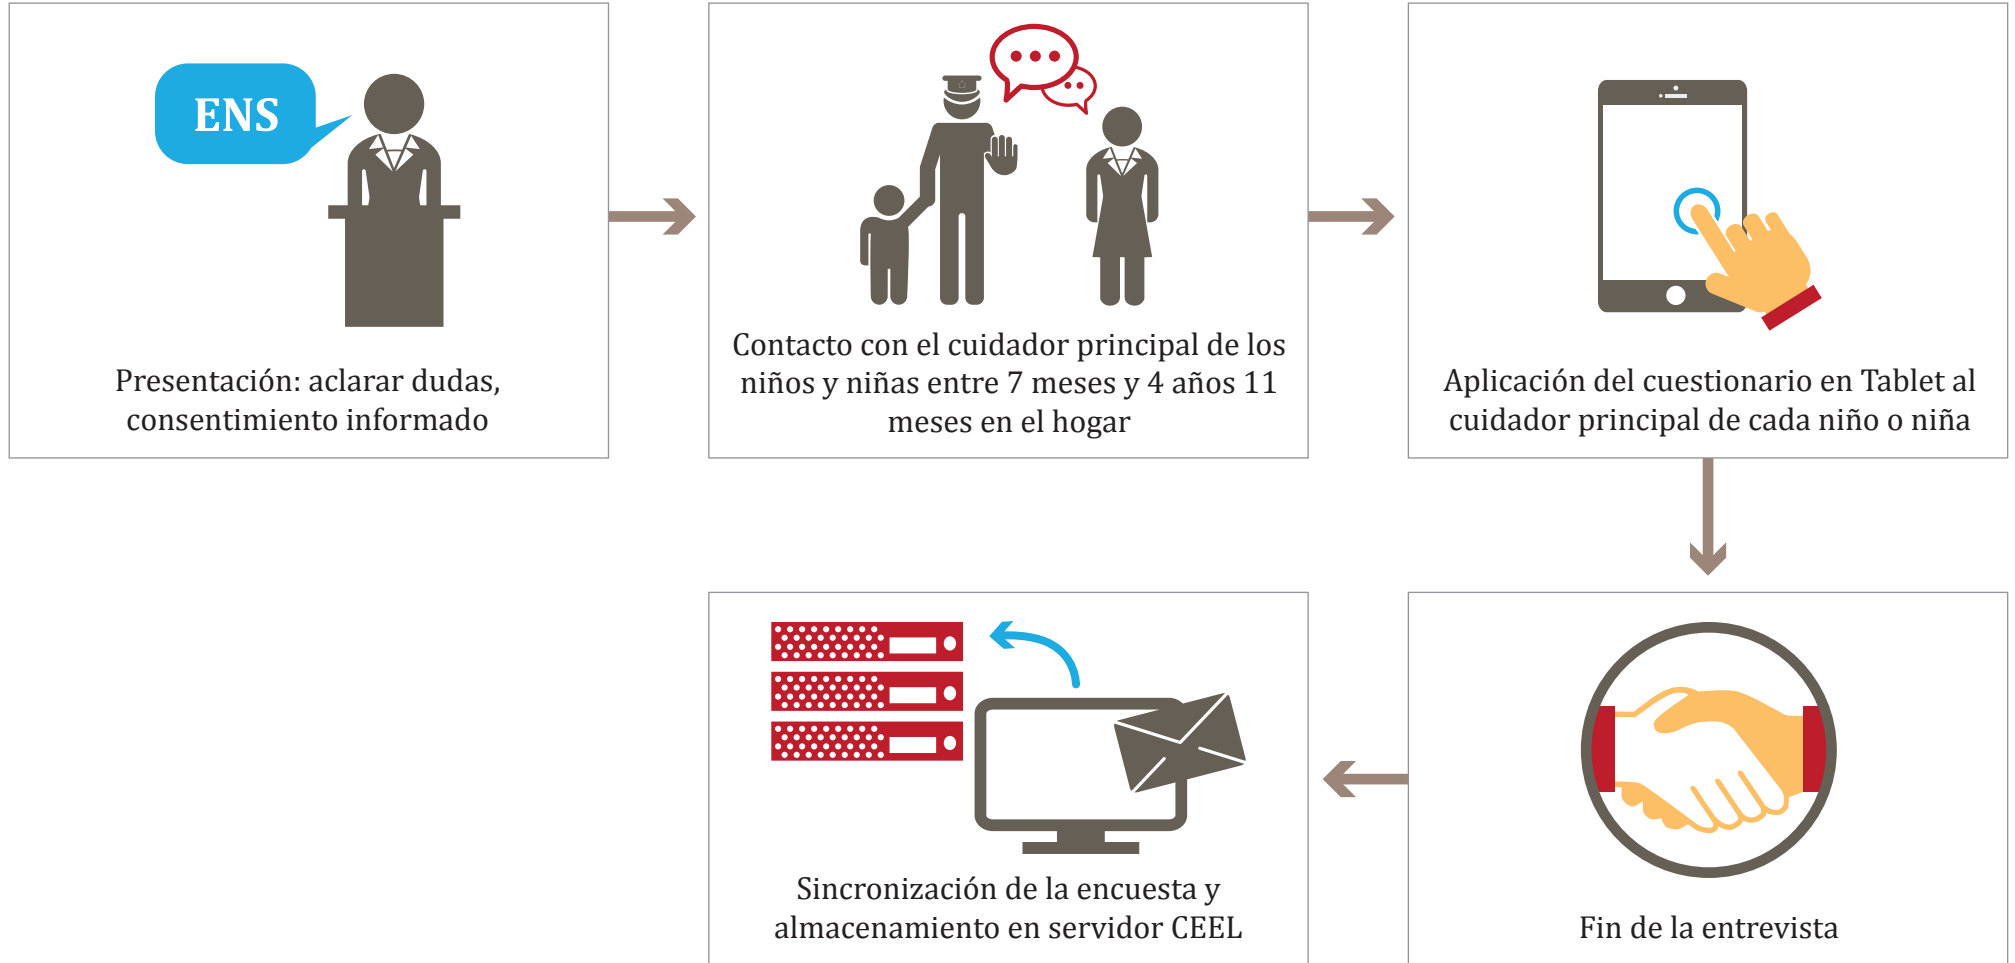 ENS
Presentación: aclarar dudas,
consentimiento informado
Contacto con el cuidador principal de los
niños y niñas entre 7 meses y 4 años 11
meses en el hogar
Aplicación del cuestionario en Tablet al
cuidador principal de cada niño o niña
Fin de la entrevista
Sincronización de la encuesta y
almacenamiento en servidor CEEL